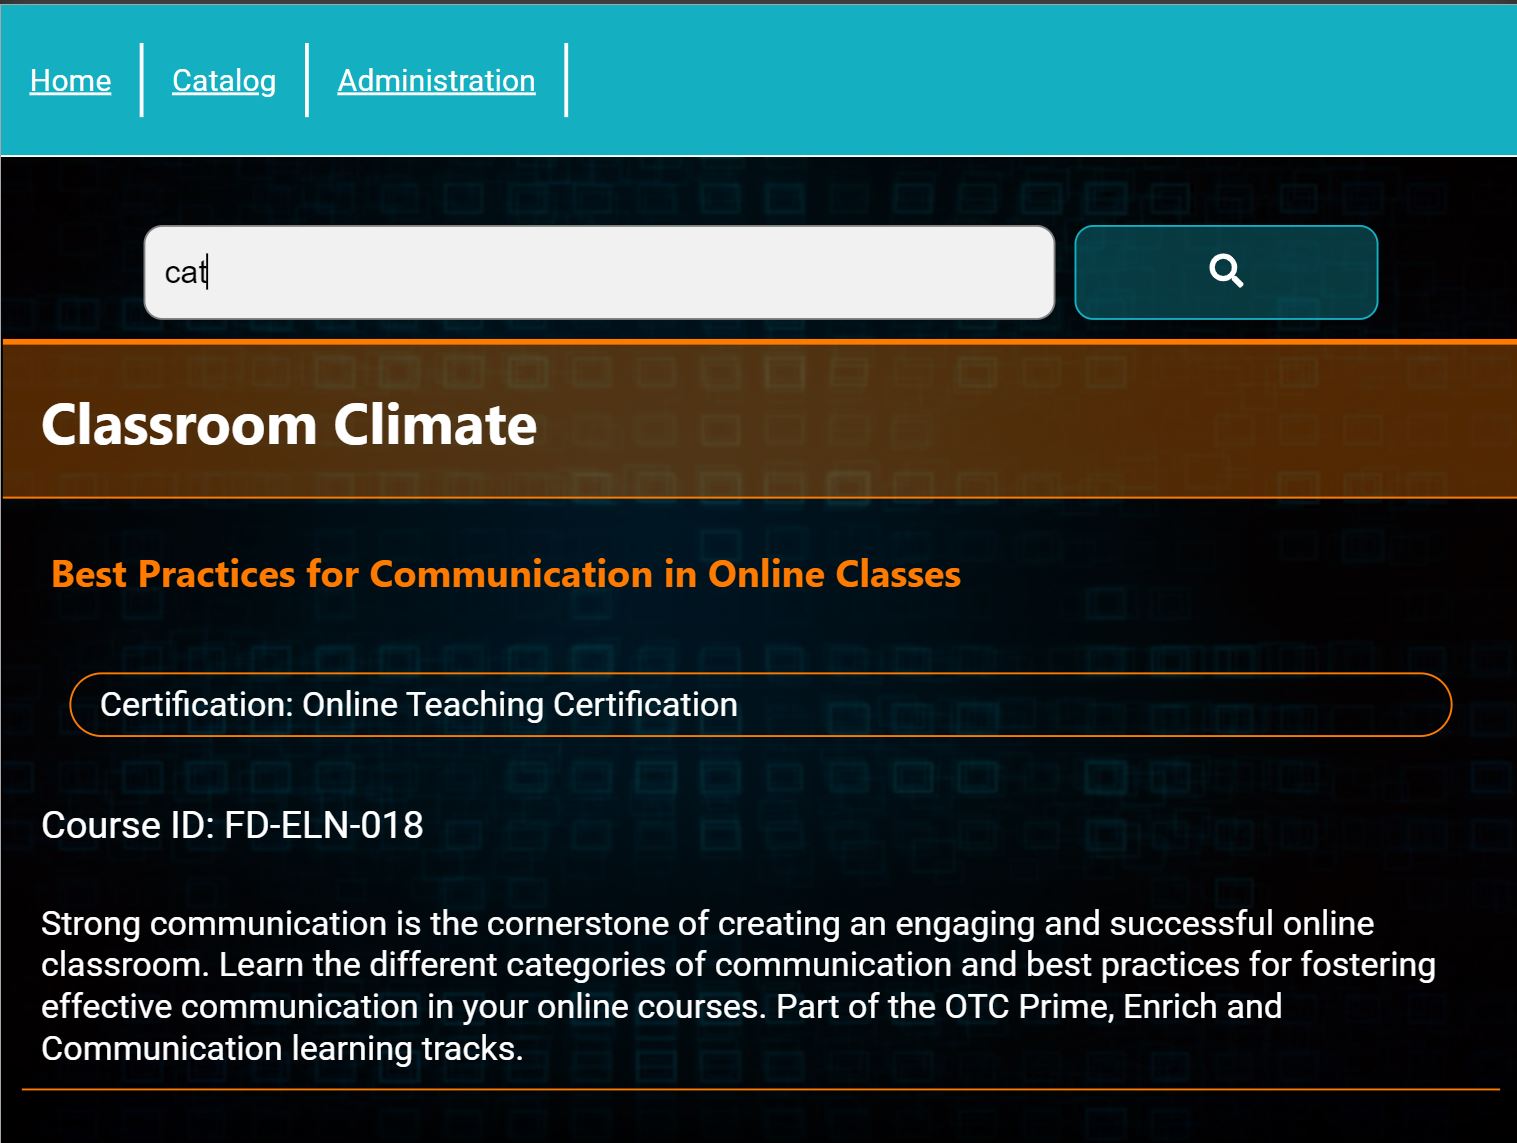 Home
Catalog
Administration
cat
Classroom Climate
Best Practices for Communication in Online Classes
Certification: Online Teaching Certification
Course ID: FD-ELN-018
Strong communication is the cornerstone of creating an engaging and successful online
classroom. Learn the different categories of communication and best practices for fostering
effective communication in your online courses. Part of the OTC Prime, Enrich and
Communication learning tracks.